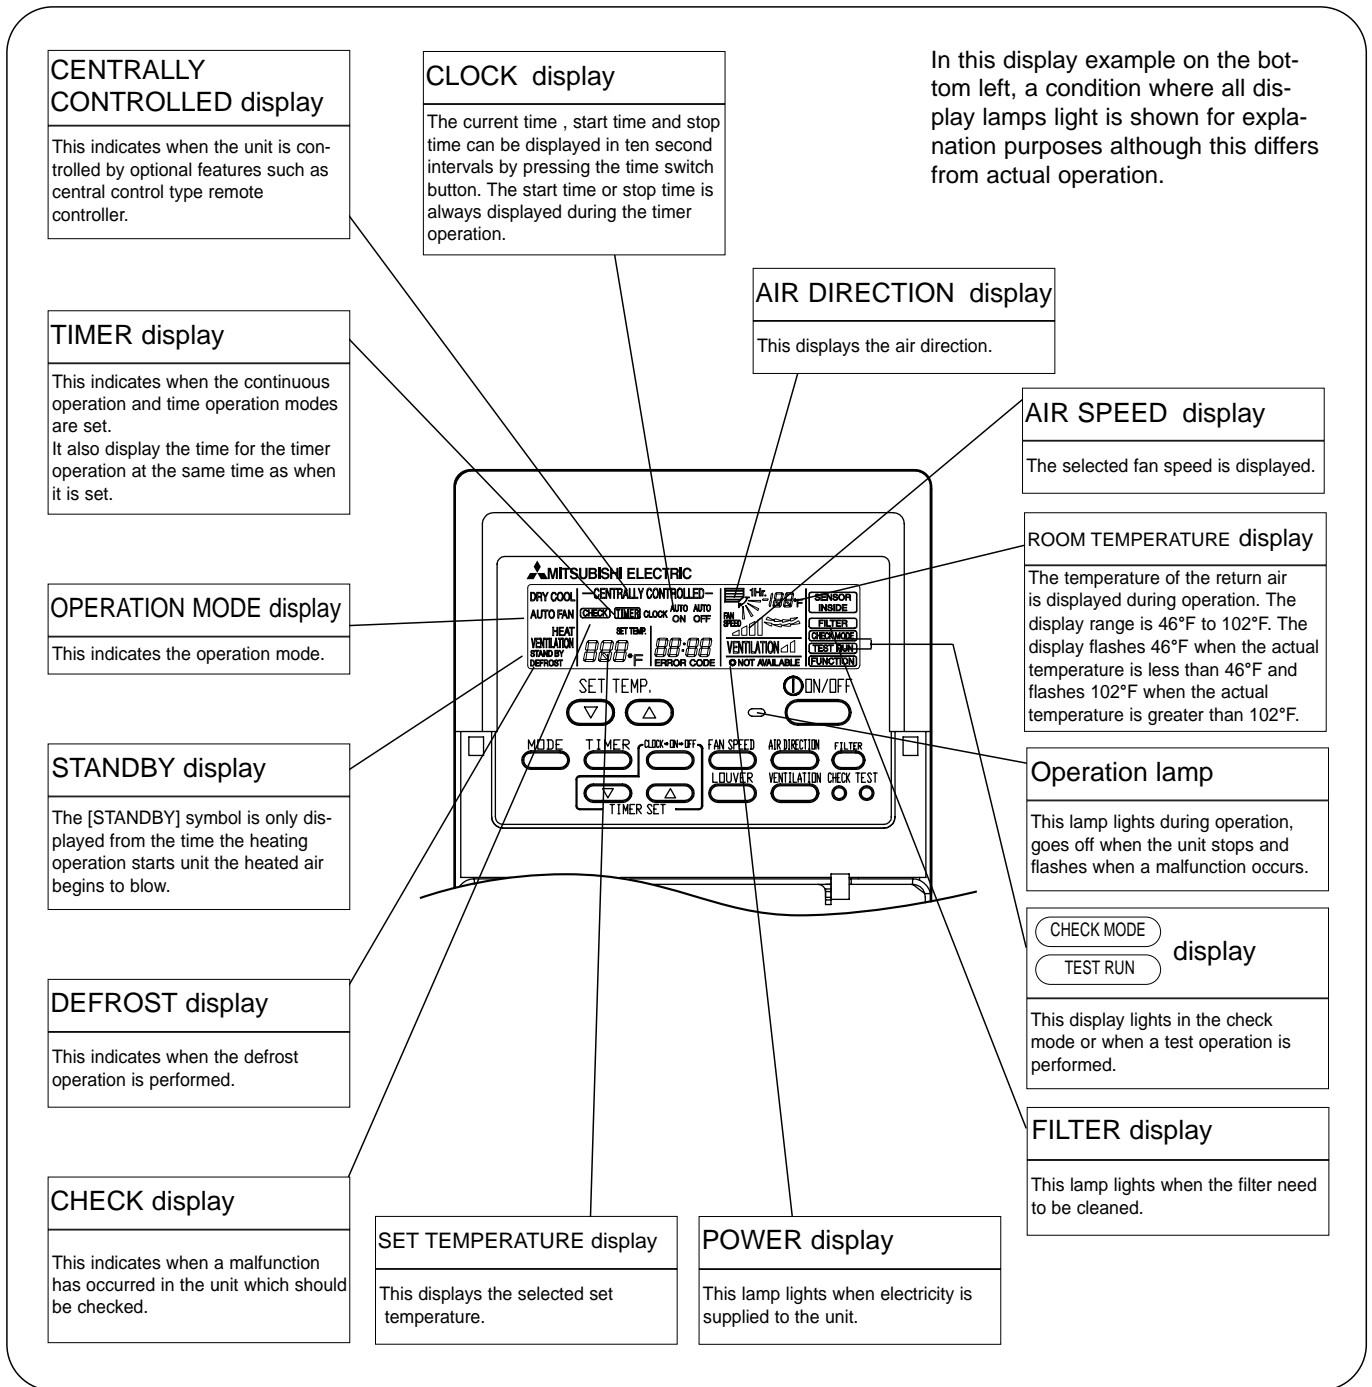 CENTRALLY
CONTROLLED display
This indicates when the unit is con-
trolled by optional features such as
central control type remote
controller.
CLOCK display
The current time , start time and stop
time can be displayed in ten second
intervals by pressing the time switch
button. The start time or stop time is
always displayed during the timer
operation.
In this display example on the bot-
tom left, a condition where all dis-
play lamps light is shown for expla-
nation purposes although this differs
from actual operation.
TIMER display
This indicates when the continuous
operation and time operation modes
are set.
It also display the time for the timer
operation at the same time as when
it is set.
AIR DIRECTION display
This displays the air direction.
AIR SPEED display
The selected fan speed is displayed.
ROOM TEMPERATURE display
The temperature of the return air
is displayed during operation. The
display range is 46°F to 102°F. The
display flashes 46°F when the actual
temperature is less than 46°F and
flashes 102°F when the actual
temperature is greater than 102°F.
OPERATION MODE display
This indicates the operation mode.
MITSUBISHI ELECTRIC
DRY COOL
AUTO FAN
HEAT
VENTILATION
STAND BY
DEFROST
CENTRALLY CONTROLLED
CHECK TIMER CLOCK AUTO ON AUTO OFF
SET TEMP.
888°F
88:88
ERROR CODE
1Hr.
-188°F
FAN
SPEED
VENTILATION
NOT AVAILABLE
SENSOR
INSIDE
FILTER
CHECK MODE
TEST RUN
FUNCTION
SET TEMP.
ON/OFF
MODE TIMER CLOCK→ON→OFF FAN SPEED AIR DIRECTION FILTER
LOUVER VENTILATION CHECK TEST
TIMER SET
STANDBY display
The [STANDBY] symbol is only dis-
played from the time the heating
operation starts unit the heated air
begins to blow.
Operation lamp
This lamp lights during operation,
goes off when the unit stops and
flashes when a malfunction occurs.
CHECK MODE
TEST RUN
display
This display lights in the check
mode or when a test operation is
performed.
DEFROST display
This indicates when the defrost
operation is performed.
FILTER display
This lamp lights when the filter need
to be cleaned.
CHECK display
This indicates when a malfunction
has occurred in the unit which should
be checked.
SET TEMPERATURE display
This displays the selected set
temperature.
POWER display
This lamp lights when electricity is
supplied to the unit.